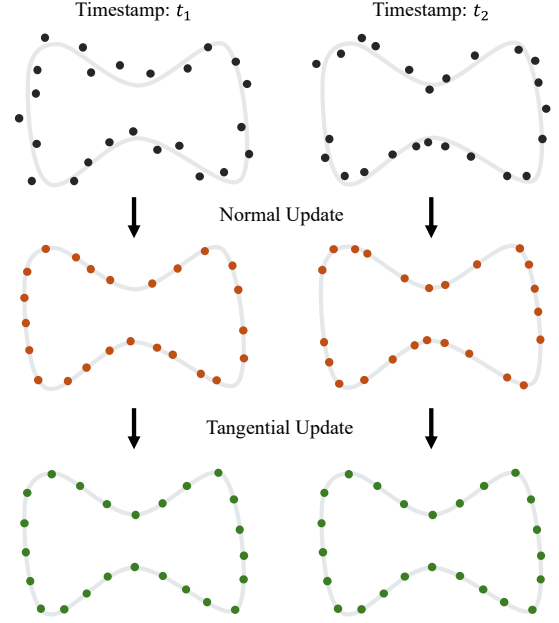 Timestamp: t₁
Timestamp: t₂
Normal Update
Tangential Update